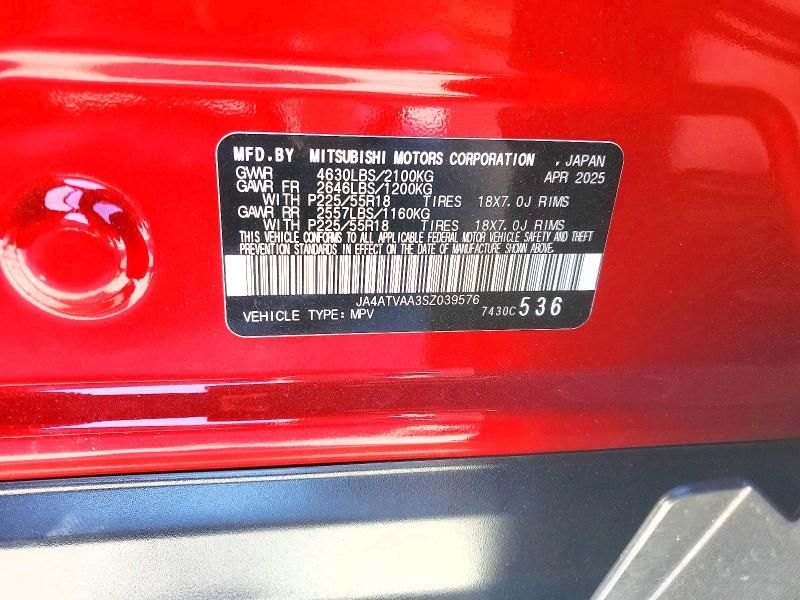 MFD.BY MITSUBISHI MOTORS CORPORATION , JAPAN
GVWR 4630LBS/2100KG APR 2025
GAWR FR 2646LBS/1200KG
WITH P225/55R18 TIRES 18X7.0J RIMS
GAWR RR 2557LBS/1160KG
WITH P225/55R18 TIRES 18X7.0J RIMS
THIS VEHICLE CONFORMS TO ALL APPLICABLE FEDERAL MOTOR VEHICLE SAFETY AND THEFT
PREVENTION STANDARDS IN EFFECT ON THE DATE OF MANUFACTURE SHOWN ABOVE.
JA4ATVAA3SZ039576
VEHICLE TYPE: MPV 7430C 536